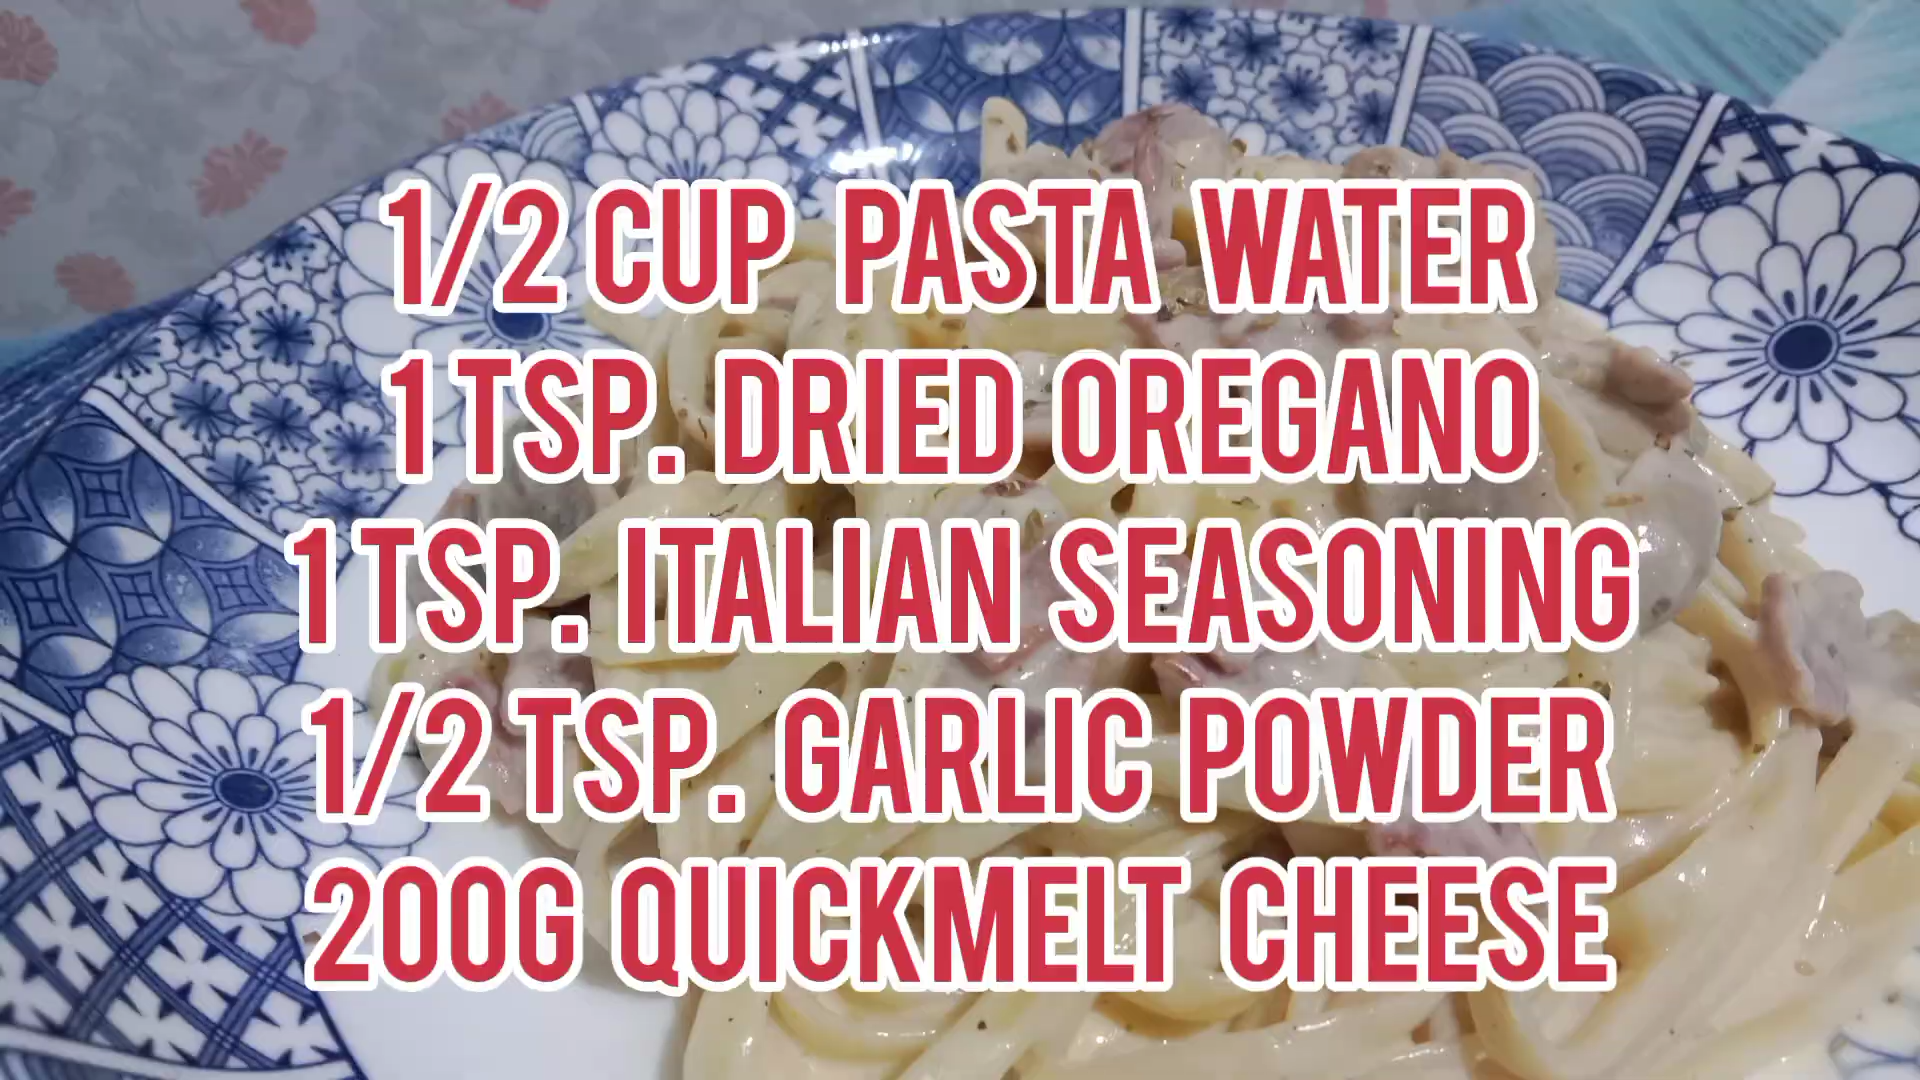 1/2 CUP PASTA WATER
1 TSP. DRIED OREGANO
1 TSP. ITALIAN SEASONING
1/2 TSP. GARLIC POWDER
200G QUICKMELT CHEESE